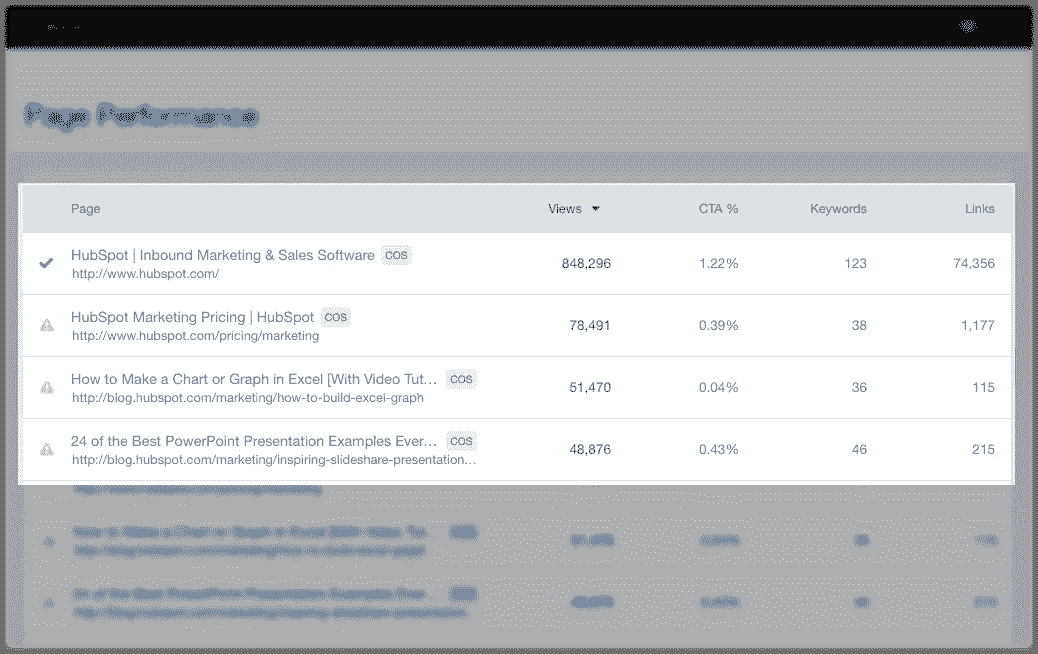 Page Performance
Page Views CTA % Keywords Links
HubSpot | Inbound Marketing & Sales Software COS
http://www.hubspot.com/ 848,296 1.22% 123 74,356
HubSpot Marketing Pricing | HubSpot COS
http://www.hubspot.com/pricing/marketing 78,491 0.39% 38 1,177
How to Make a Chart or Graph in Excel [With Video Tut... COS
http://blog.hubspot.com/marketing/how-to-build-excel-graph 51,470 0.04% 36 115
24 of the Best PowerPoint Presentation Examples Ever... COS
http://blog.hubspot.com/marketing/inspiring-slideshare-presentation... 48,876 0.43% 46 215